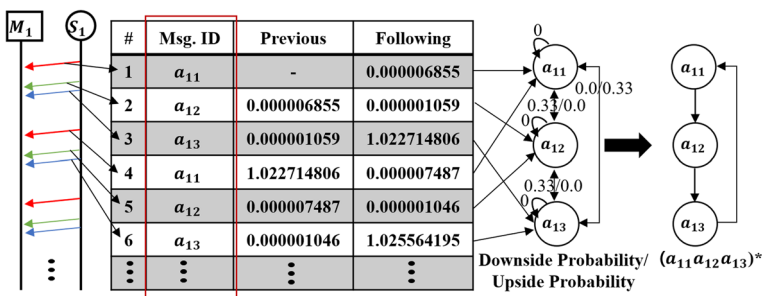 M₁ S₁
# Msg. ID Previous Following
1 a₁₁ - 0.000006855
2 a₁₂ 0.000006855 0.000001059
3 a₁₃ 0.000001059 1.022714806
4 a₁₁ 1.022714806 0.000007487
5 a₁₂ 0.000007487 0.000001046
6 a₁₃ 0.000001046 1.025564195
0
a₁₁
0.0/0.33
0.33/0.0
0
a₁₂
0.33/0.0
0
a₁₃
Downside Probability/
Upside Probability
a₁₁
a₁₂
a₁₃
(a₁₁a₁₂a₁₃)*